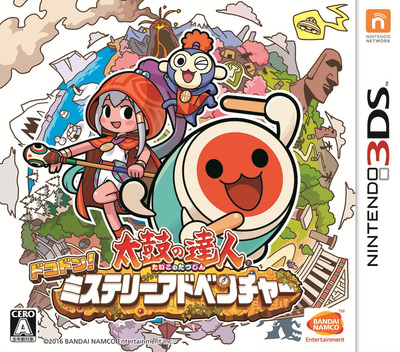 NINTENDO
NETWORK
NINTENDO 3DS
太鼓の達人
たいこのたつじん
ドコドン!
ミステリーアドベンチャー
CERO
A
全年齢対象
©2016 BANDAI NAMCO Entertainment Inc.
BANDAI
NAMCO
Entertainment
TM